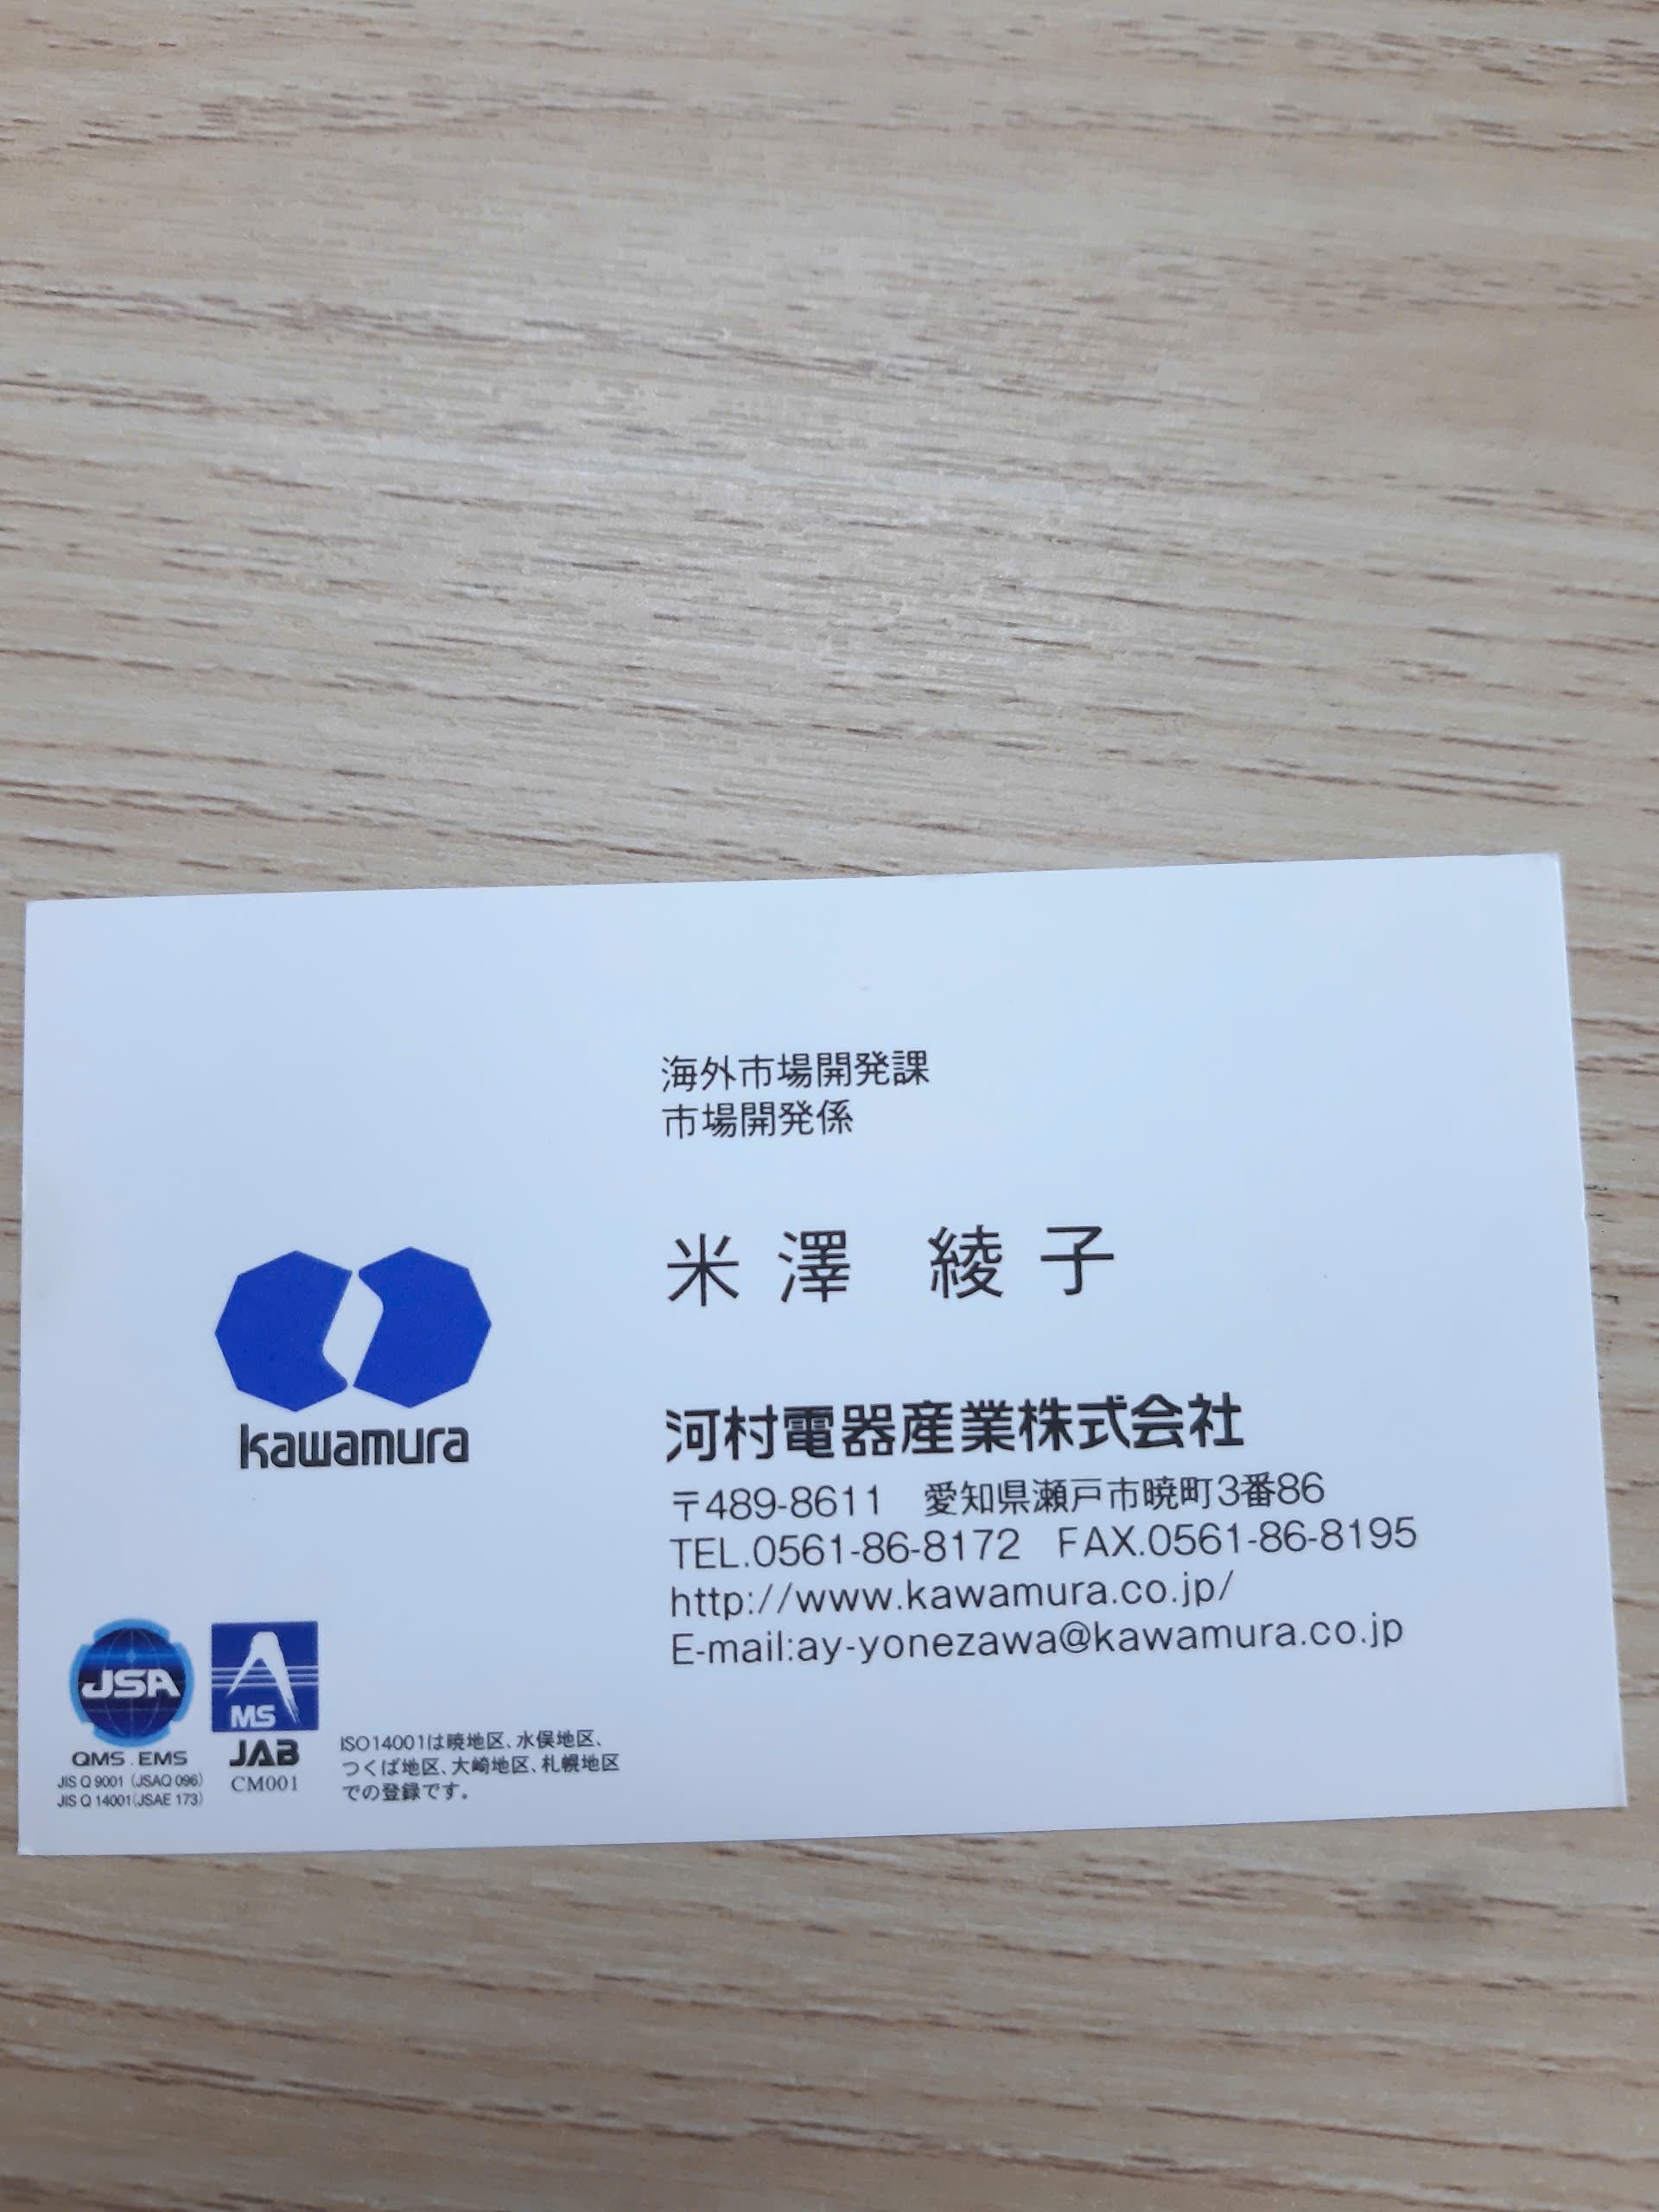 海外市場開発課
市場開発係
米澤 綾子
kawamura
河村電器産業株式会社
〒489-8611 愛知県瀬戸市暁町3番86
TEL.0561-86-8172 FAX.0561-86-8195
http://www.kawamura.co.jp/
E-mail:ay-yonezawa@kawamura.co.jp
JSA
QMS . EMS
JIS Q 9001 (JSAQ 096)
JIS Q 14001(JSAE 173)
MS
JAB
CM001
ISO14001は暁地区、水俣地区、
つくば地区、大崎地区、札幌地区
での登録です。